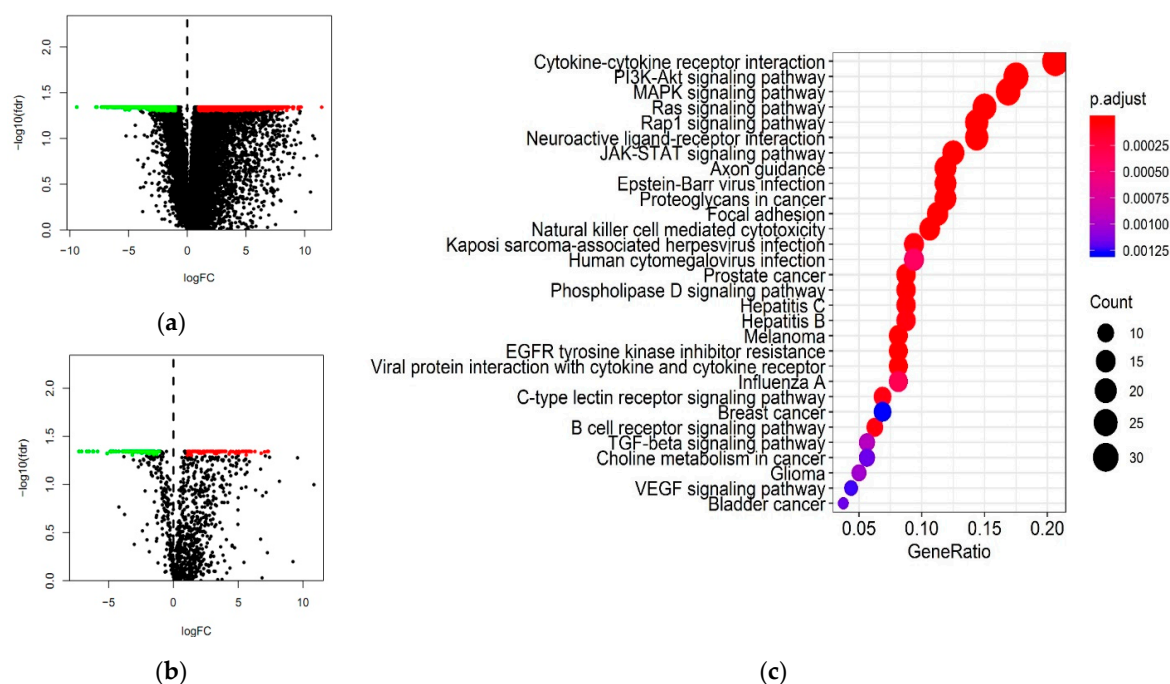 (a)
−log10(fdr)
2.0
1.5
1.0
0.5
0.0
−10 −5 0 5 10
logFC
(a)
−log10(fdr)
2.0
1.5
1.0
0.5
0.0
−5 0 5 10
logFC
(b)
(c)
Cytokine-cytokine receptor interaction
PI3K-Akt signaling pathway
MAPK signaling pathway
Ras signaling pathway
Rap1 signaling pathway
Neuroactive ligand-receptor interaction
JAK-STAT signaling pathway
Axon guidance
Epstein-Barr virus infection
Proteoglycans in cancer
Focal adhesion
Natural killer cell mediated cytotoxicity
Kaposi sarcoma-associated herpesvirus infection
Human cytomegalovirus infection
Prostate cancer
Phospholipase D signaling pathway
Hepatitis C
Hepatitis B
Melanoma
EGFR tyrosine kinase inhibitor resistance
Viral protein interaction with cytokine and cytokine receptor
Influenza A
C-type lectin receptor signaling pathway
Breast cancer
B cell receptor signaling pathway
TGF-beta signaling pathway
Choline metabolism in cancer
Glioma
VEGF signaling pathway
Bladder cancer
0.05 0.10 0.15 0.20
GeneRatio
p.adjust
0.00025
0.00075
0.00100
0.00125
Count
10
15
20
25
30
(c)